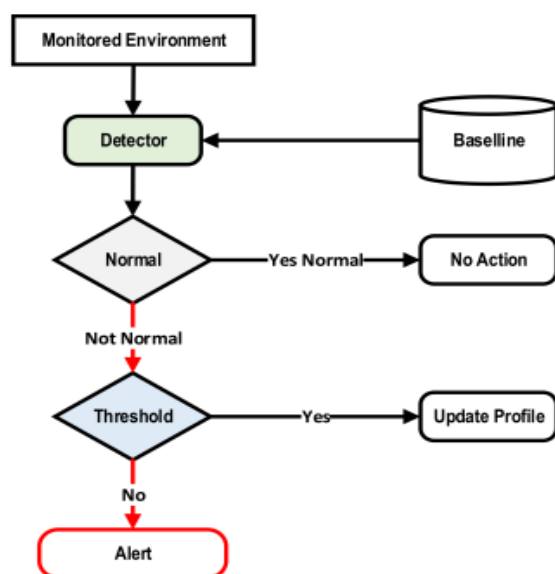 Monitored Environment
Detector
Baselline
Normal
Yes Normal
No Action
Not Normal
Threshold
Yes
Update Profile
No
Alert